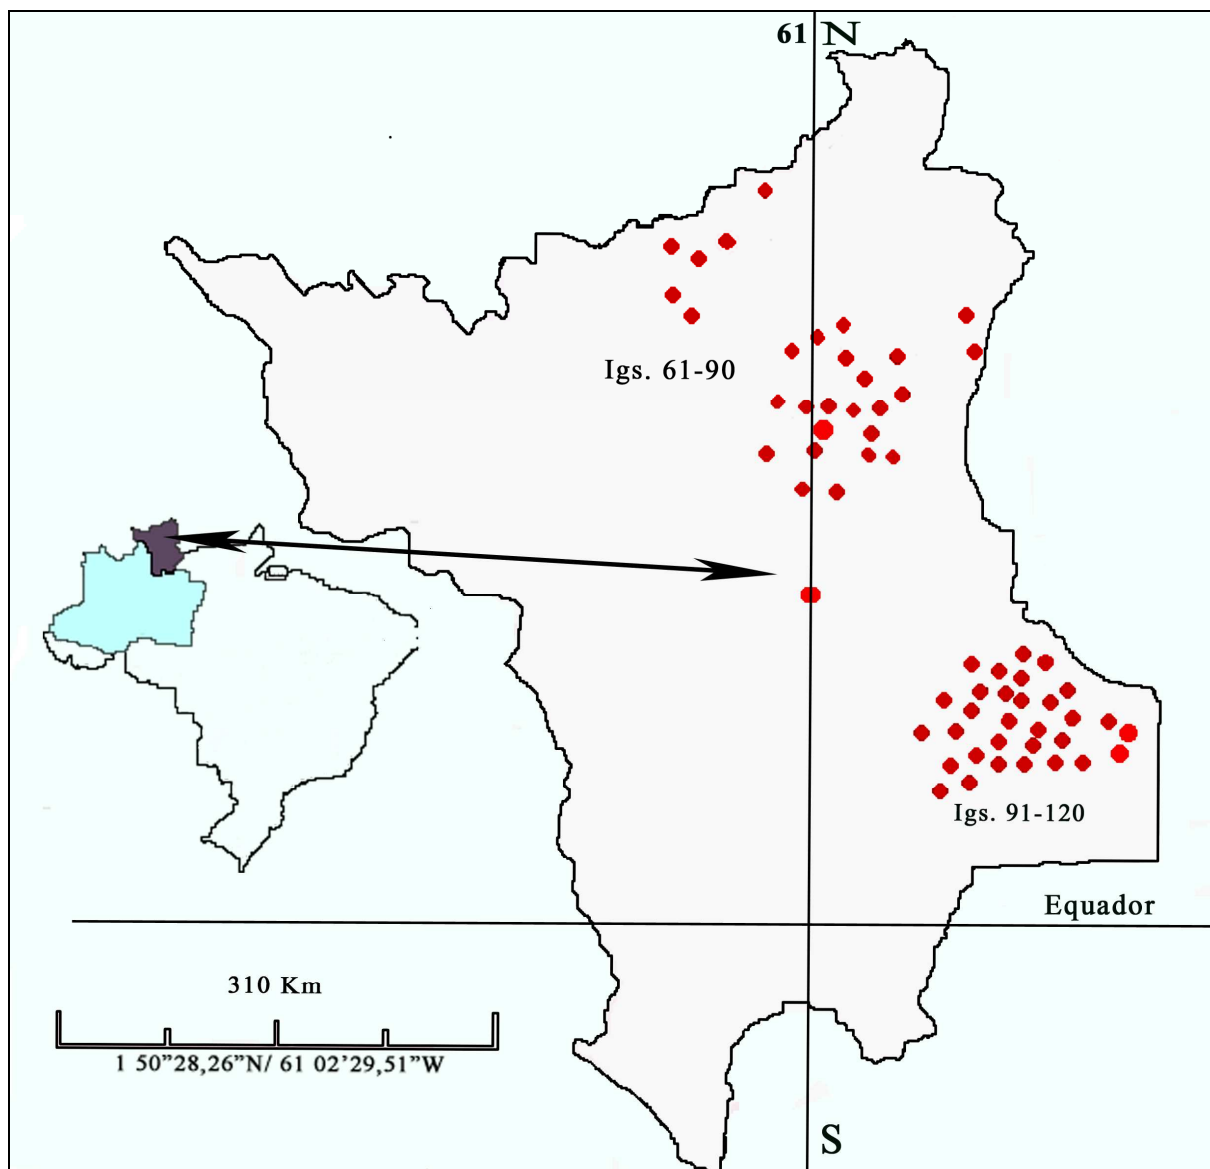 61 N
Igs. 61-90
Igs. 91-120
Equador
310 Km
1 50”28,26”N/ 61 02’29,51”W
S